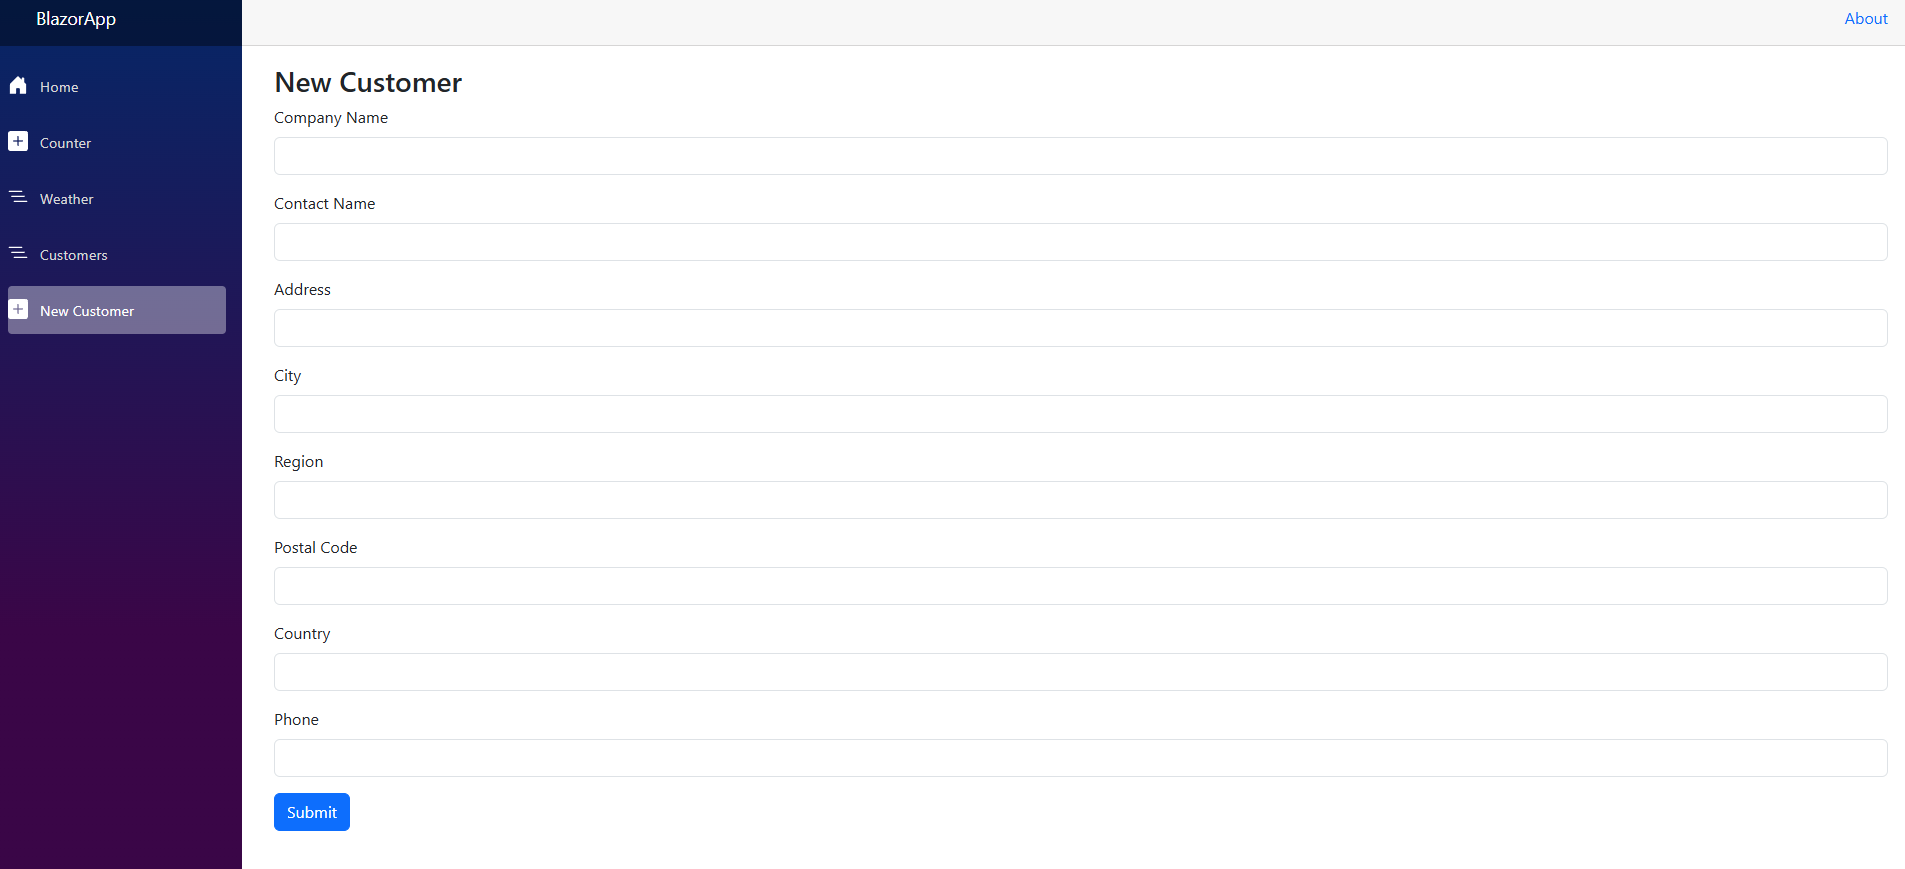 BlazorApp
About
Home
Counter
Weather
Customers
New Customer
New Customer
Company Name
Contact Name
Address
City
Region
Postal Code
Country
Phone
Submit